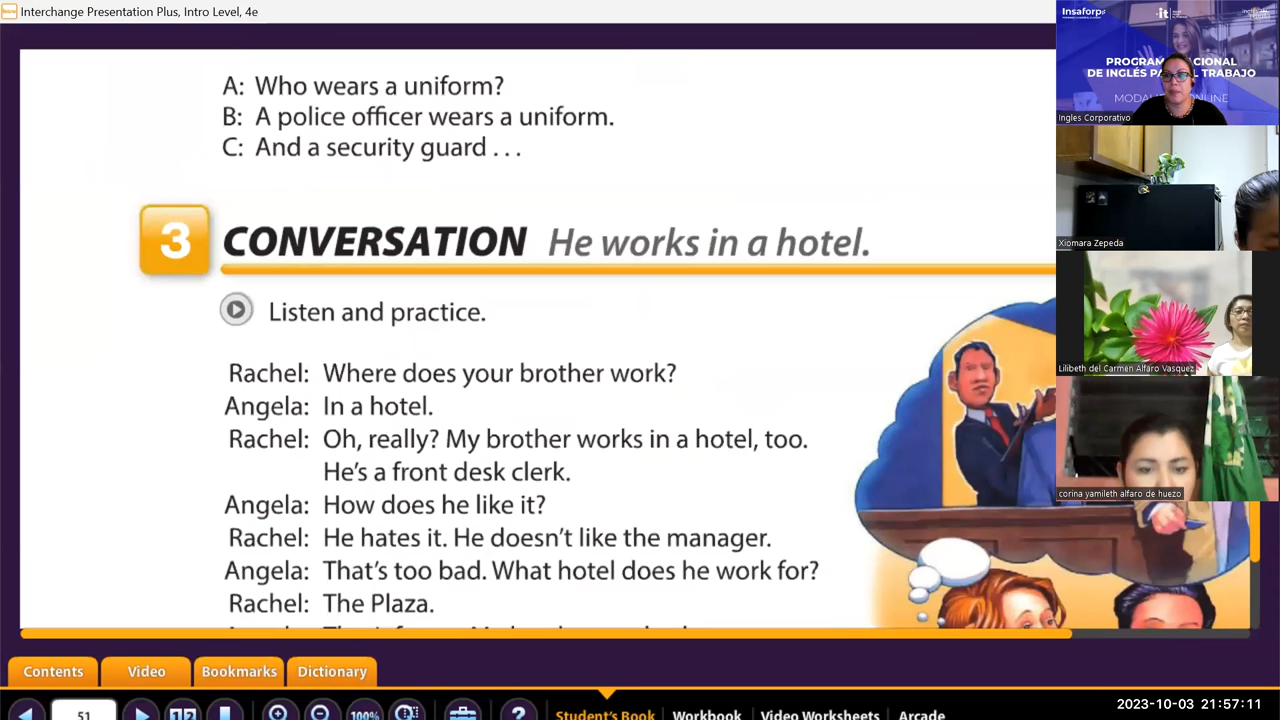 Interchange Presentation Plus, Intro Level, 4e
A: Who wears a uniform?
B: A police officer wears a uniform.
C: And a security guard . . .
3 CONVERSATION He works in a hotel.
Listen and practice.
Rachel: Where does your brother work?
Angela: In a hotel.
Rachel: Oh, really? My brother works in a hotel, too.
He's a front desk clerk.
Angela: How does he like it?
Rachel: He hates it. He doesn't like the manager.
Angela: That's too bad. What hotel does he work for?
Rachel: The Plaza.
Contents Video Bookmarks Dictionary
51
1 2
100%
?
Student's Book Workbook Video Worksheets Arcade
Insaforp
it
Ingles Corporativo
Xiomara Zepeda
Lilibeth del Carmen Alfaro Vasquez
corina yamileth alfaro de huezo
2023-10-03 21:57:11